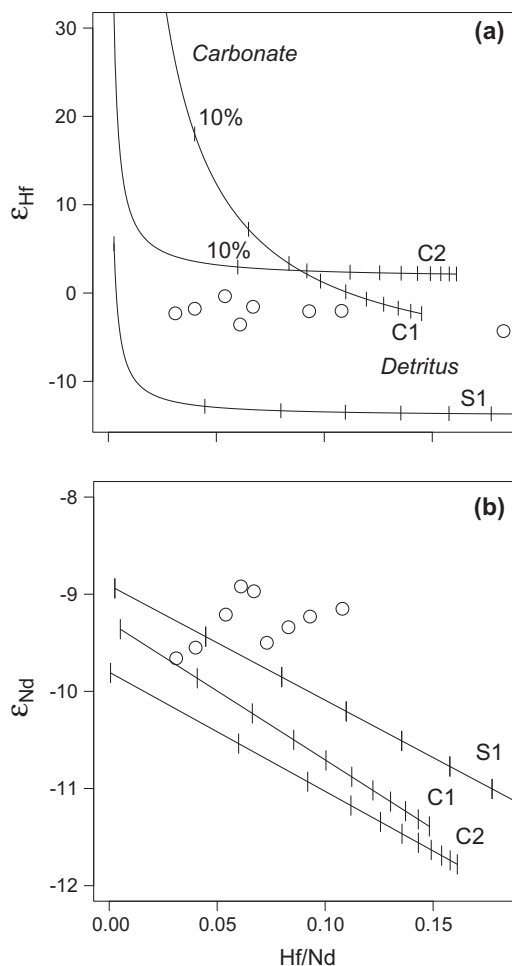 (a)
30
Carbonate
20
10%
10
10%
C2
0
C1
Detritus
-10
S1
εHf
(b)
-8
-9
-10
-11
-12
S1
C1
C2
εNd
0.00 0.05 0.10 0.15
Hf/Nd